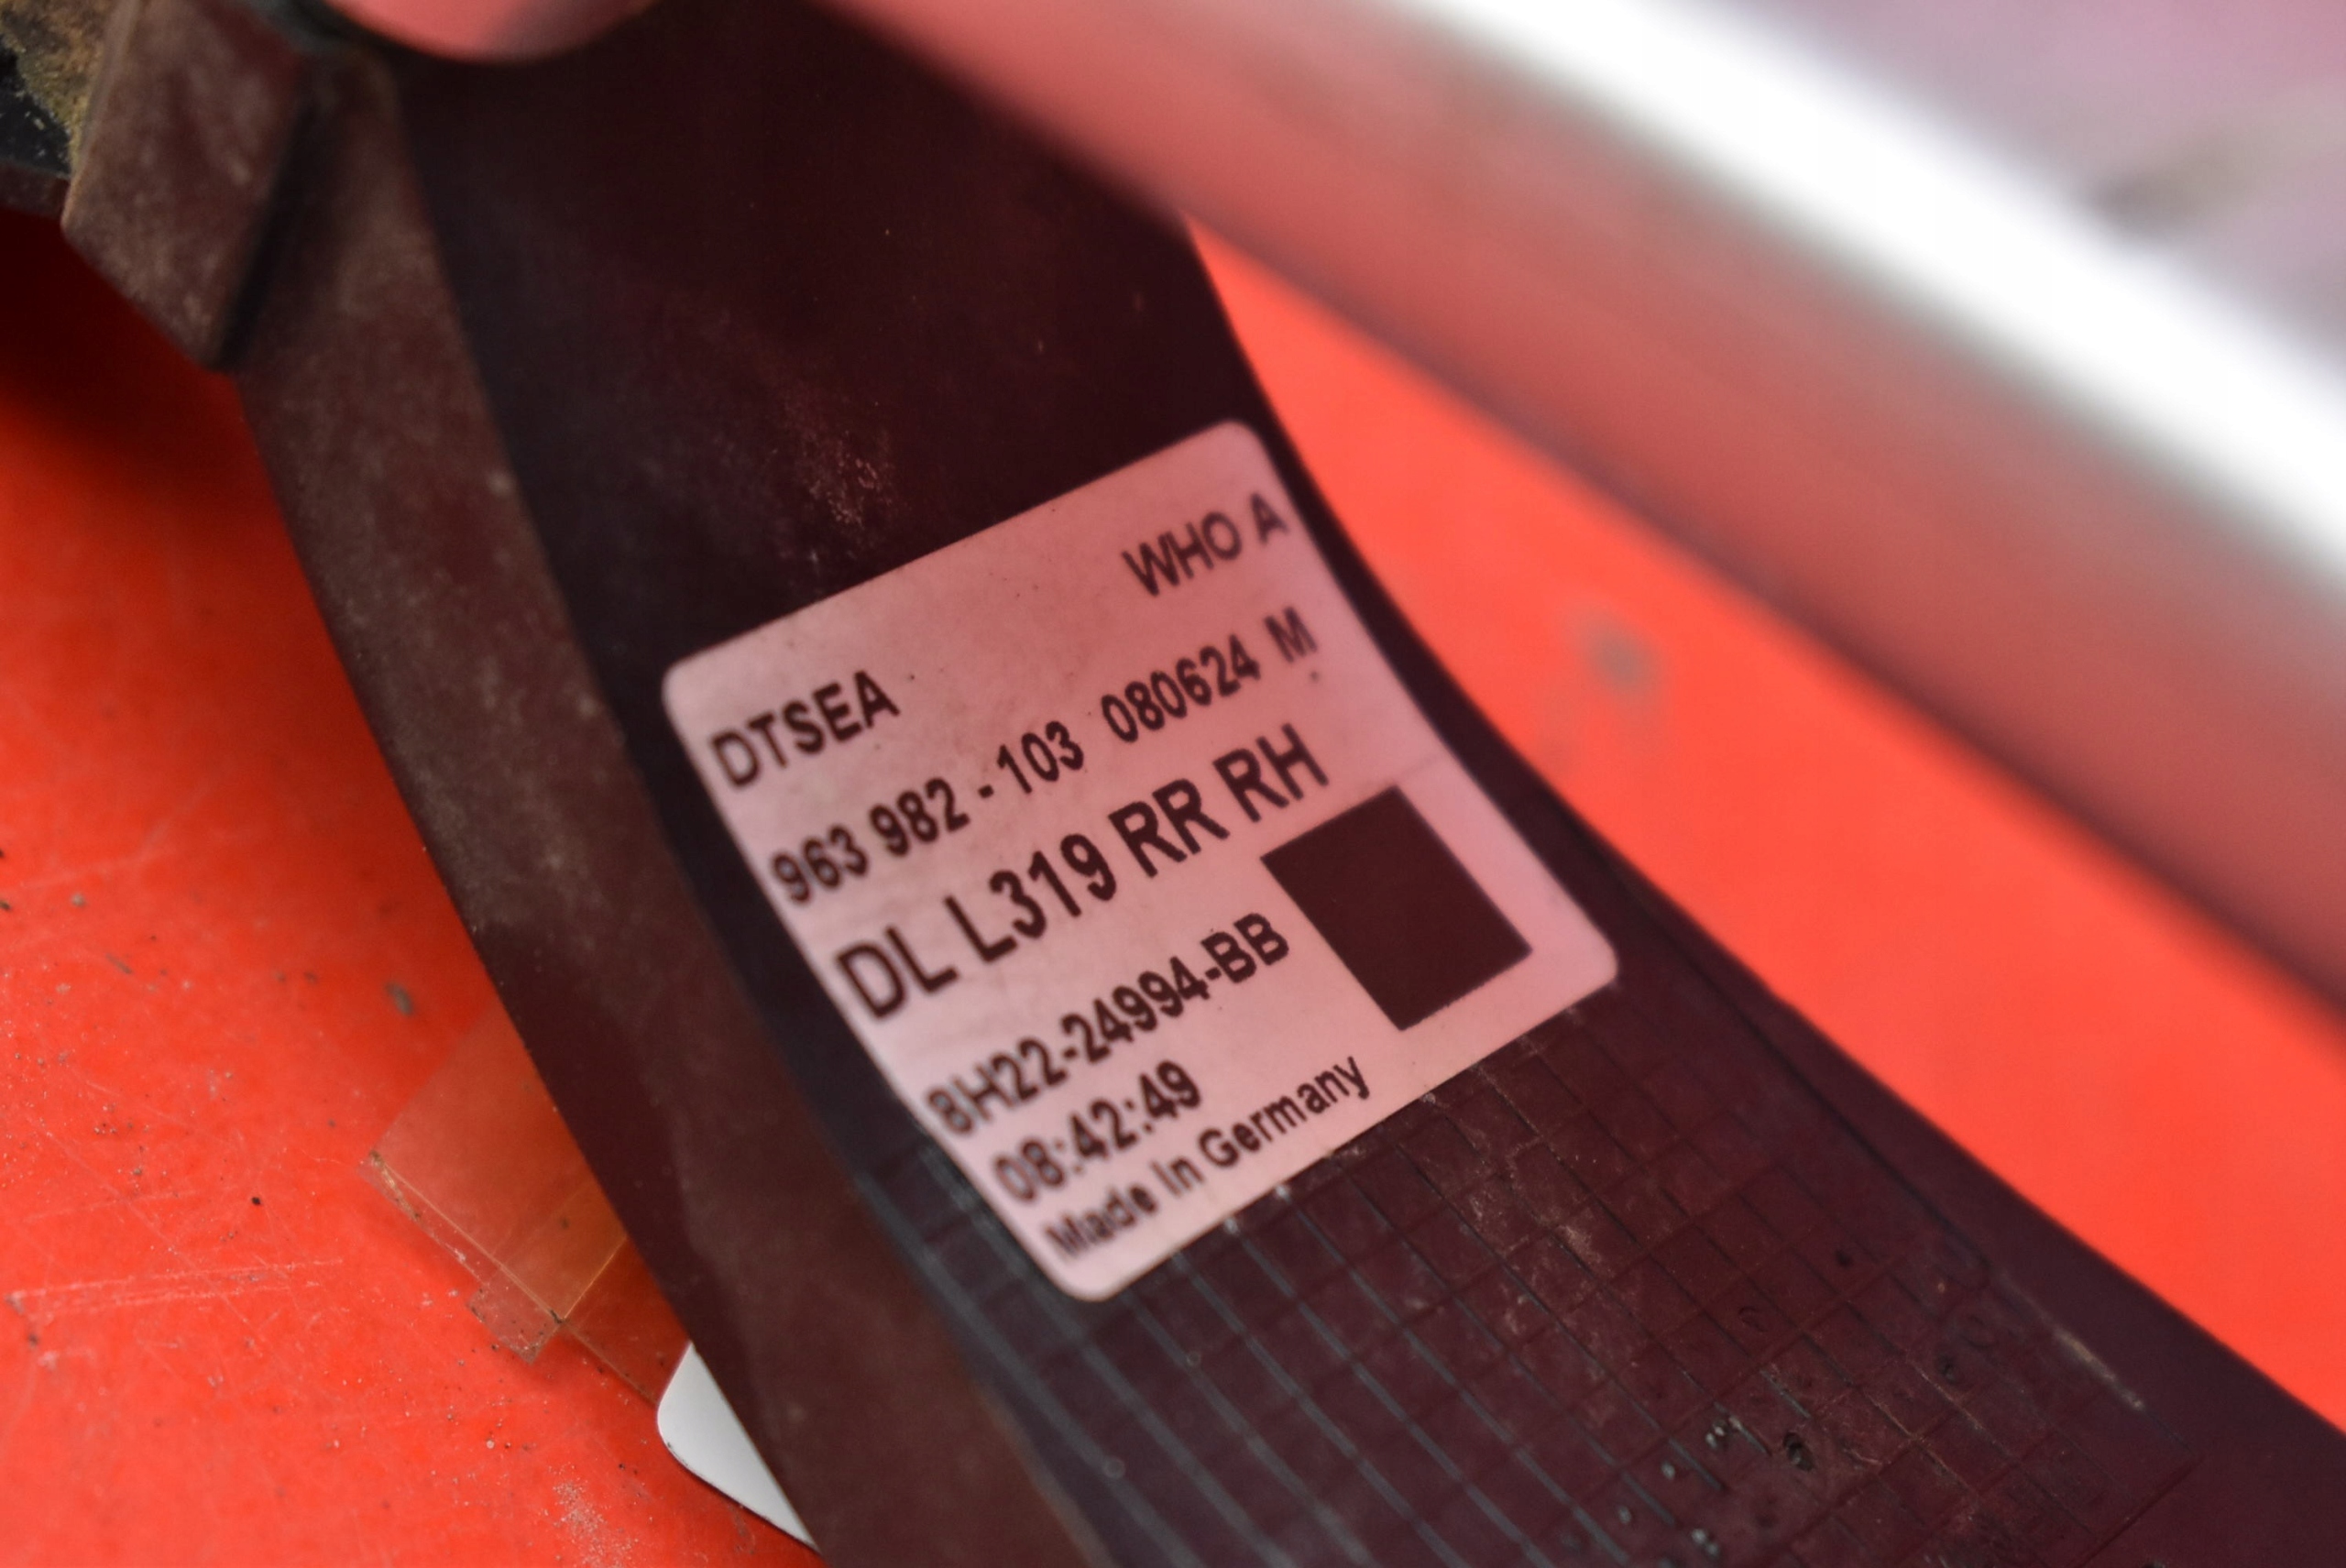 WHO A
DTSEA
963 982 - 103 080624 M
DL L319 RR RH
8H22-24994-BB
08:42:49
Made in Germany